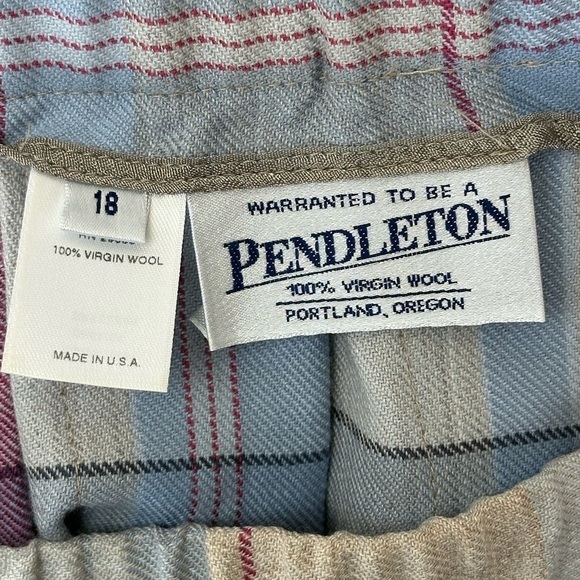 18
100% VIRGIN WOOL
MADE IN U.S.A.
WARRANTED TO BE A
PENDLETON
100% VIRGIN WOOL
PORTLAND, OREGON